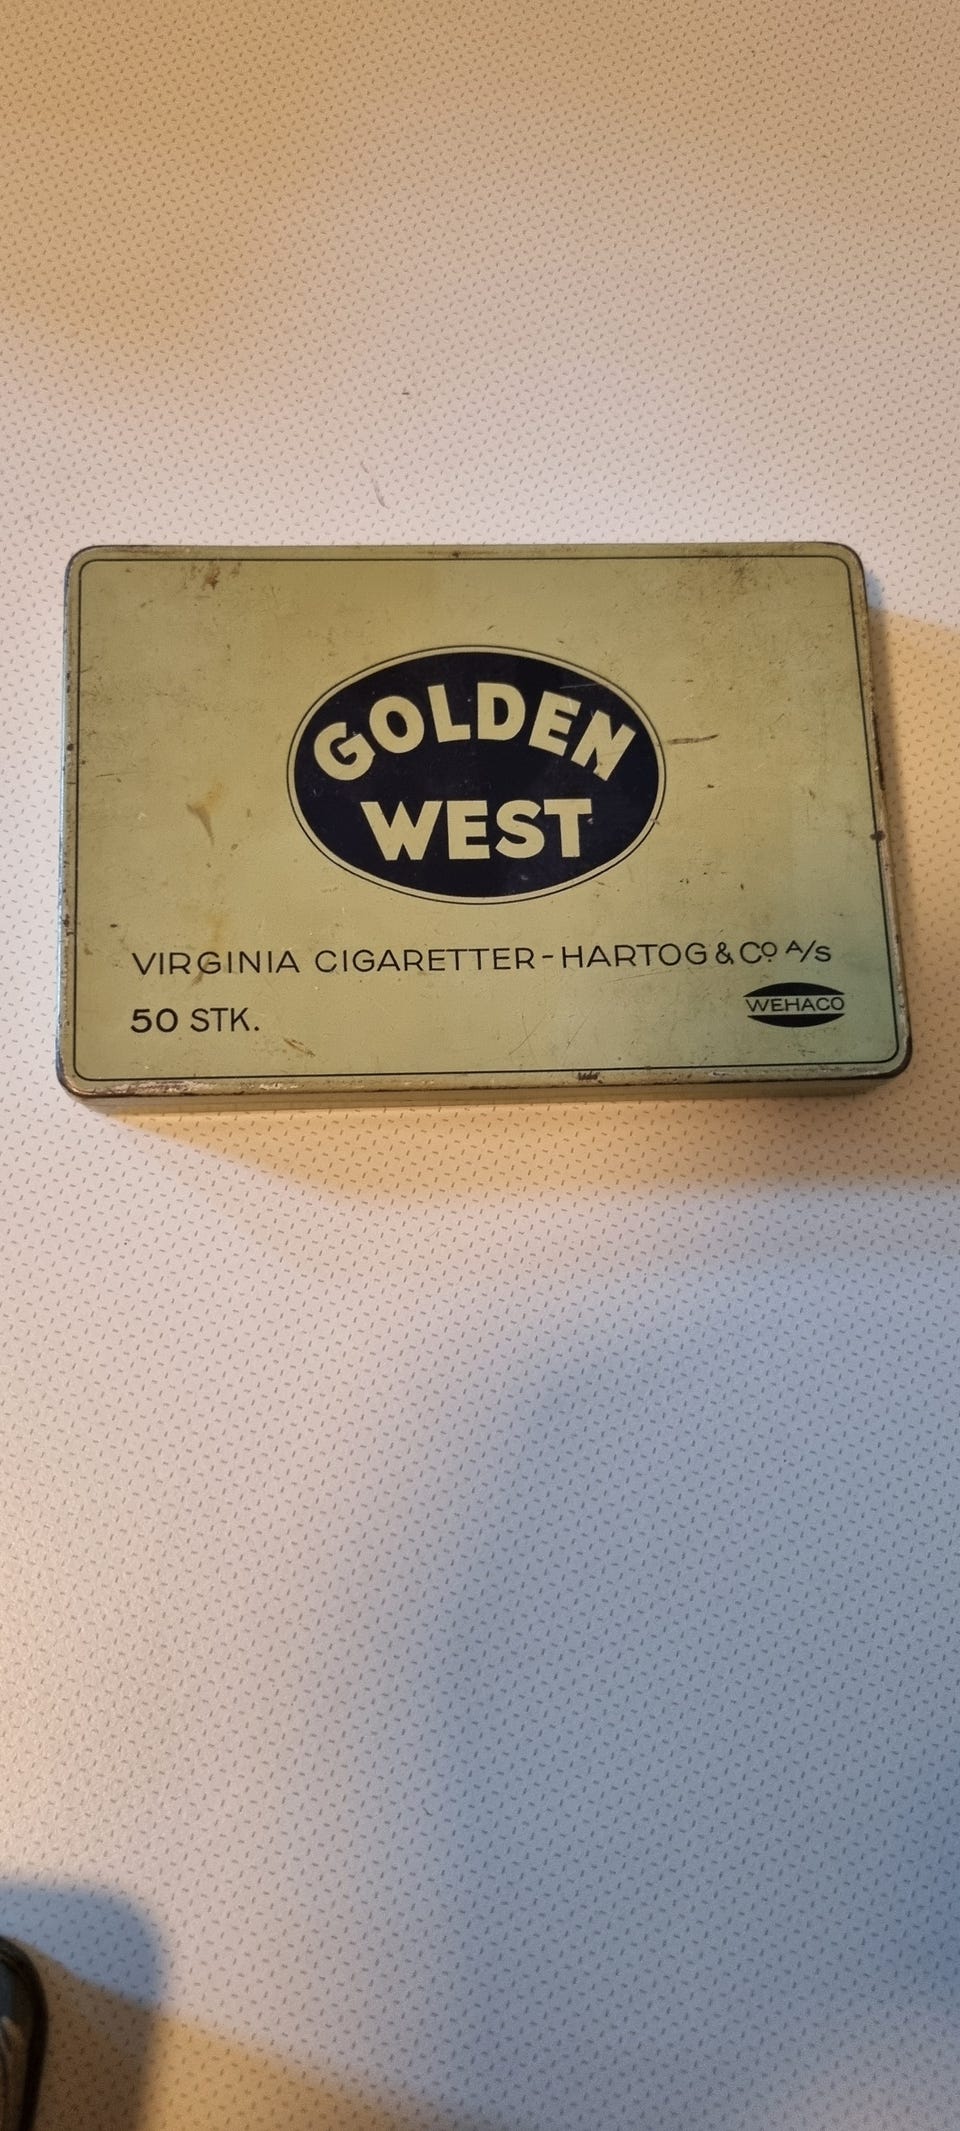 GOLDEN
WEST
VIRGINIA CIGARETTER-HARTOG & Co A/S
50 STK.
WEHACO